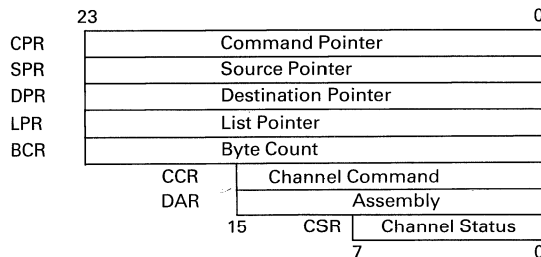 23 0
CPR Command Pointer
SPR Source Pointer
DPR Destination Pointer
LPR List Pointer
BCR Byte Count
CCR Channel Command
DAR Assembly
15 CSR Channel Status
7 0